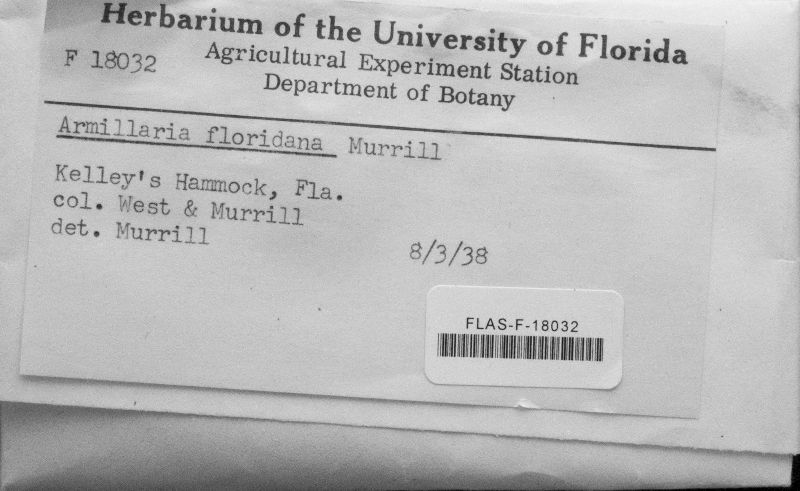 Herbarium of the University of Florida
F 18032
Agricultural Experiment Station
Department of Botany
Armillaria floridana Murrill
Kelley's Hammock, Fla.
col. West & Murrill
det. Murrill
8/3/38
FLAS-F-18032